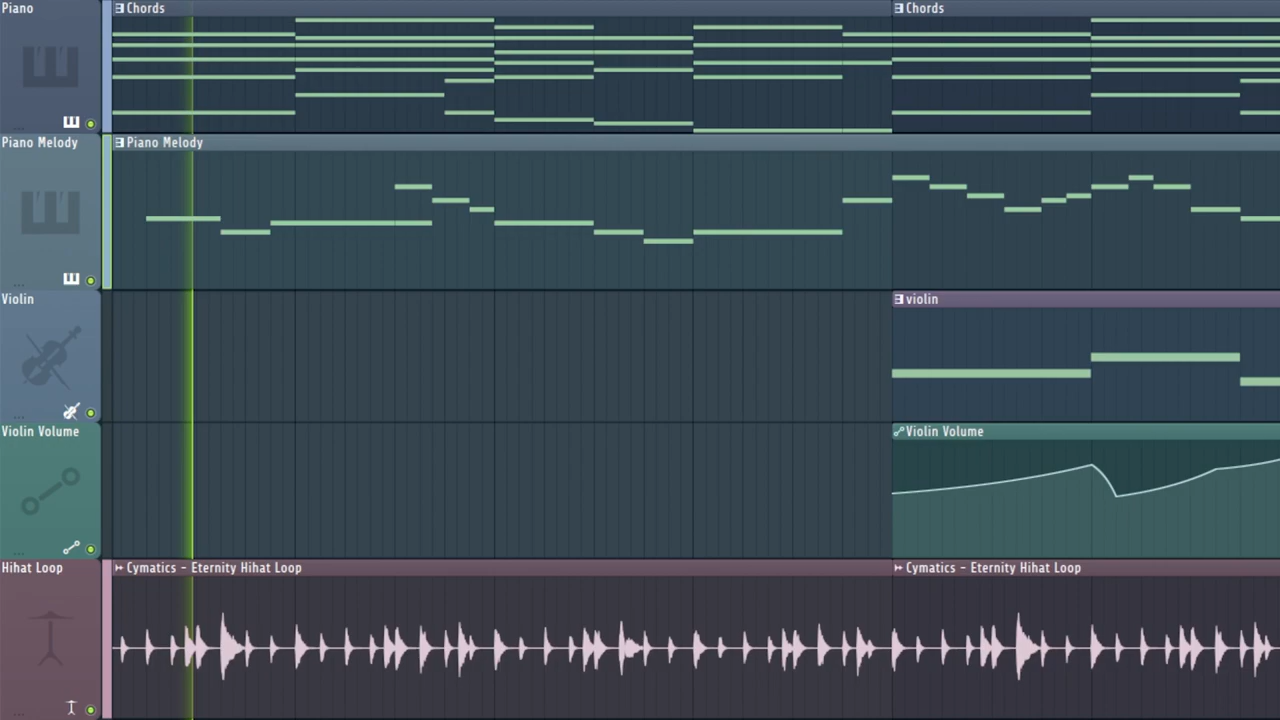 Piano
Chords
Chords
Piano Melody
Piano Melody
Violin
violin
Violin Volume
Violin Volume
Hihat Loop
Cymatics - Eternity Hihat Loop
Cymatics - Eternity Hihat Loop